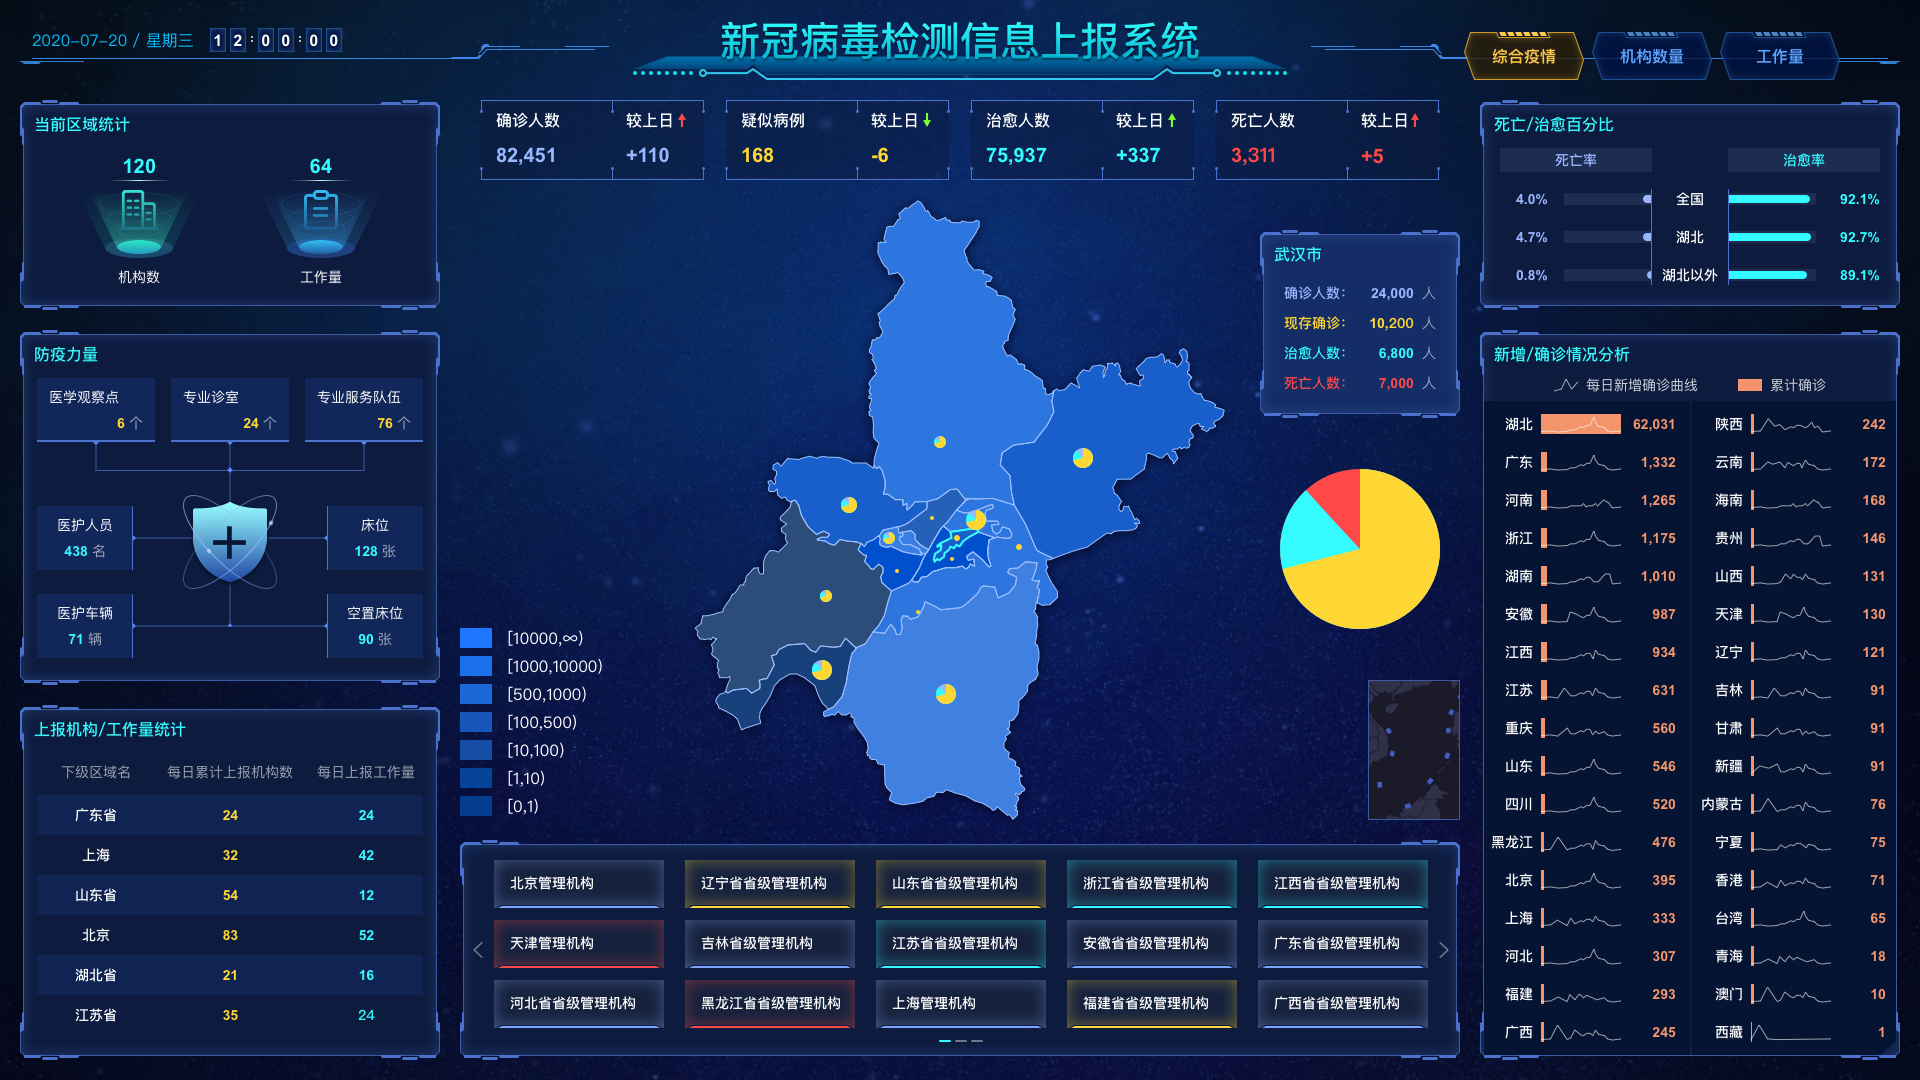 2020-07-20 / 星期三 12:00:00
新冠病毒检测信息上报系统
综合疫情
机构数量
工作量
当前区域统计
120
64
机构数
工作量
防疫力量
医学观察点
6 个
专业诊室
24 个
专业服务队伍
76 个
医护人员
438 名
床位
128 张
医护车辆
71 辆
空置床位
90 张
上报机构/工作量统计
下级区域名 每日累计上报机构数 每日上报工作量
广东省 24 24
上海 32 42
山东省 54 12
北京 83 52
湖北省 21 16
江苏省 35 24
确诊人数 较上日
82,451 +110
疑似病例 较上日
168 -6
治愈人数 较上日
75,937 +337
死亡人数 较上日
3,311 +5
武汉市
确诊人数: 24,000 人
现存确诊: 10,200 人
治愈人数: 6,800 人
死亡人数: 7,000 人
[10000,∞)
[1000,10000)
[500,1000)
[100,500)
[10,100)
[1,10)
[0,1)
北京管理机构
辽宁省省级管理机构
山东省省级管理机构
浙江省省级管理机构
江西省省级管理机构
天津管理机构
吉林省省级管理机构
江苏省省级管理机构
安徽省省级管理机构
广东省省级管理机构
河北省省级管理机构
黑龙江省省级管理机构
上海管理机构
福建省省级管理机构
广西省省级管理机构
死亡/治愈百分比
死亡率 治愈率
4.0% 全国 92.1%
4.7% 湖北 92.7%
0.8% 湖北以外 89.1%
新增/确诊情况分析
每日新增确诊曲线 累计确诊
湖北 62,031 陕西 242
广东 1,332 云南 172
河南 1,265 海南 168
浙江 1,175 贵州 146
湖南 1,010 山西 131
安徽 987 天津 130
江西 934 辽宁 121
江苏 631 吉林 91
重庆 560 甘肃 91
山东 546 新疆 91
四川 520 内蒙古 76
黑龙江 476 宁夏 75
北京 395 香港 71
上海 333 台湾 65
河北 307 青海 18
福建 293 澳门 10
广西 245 西藏 1